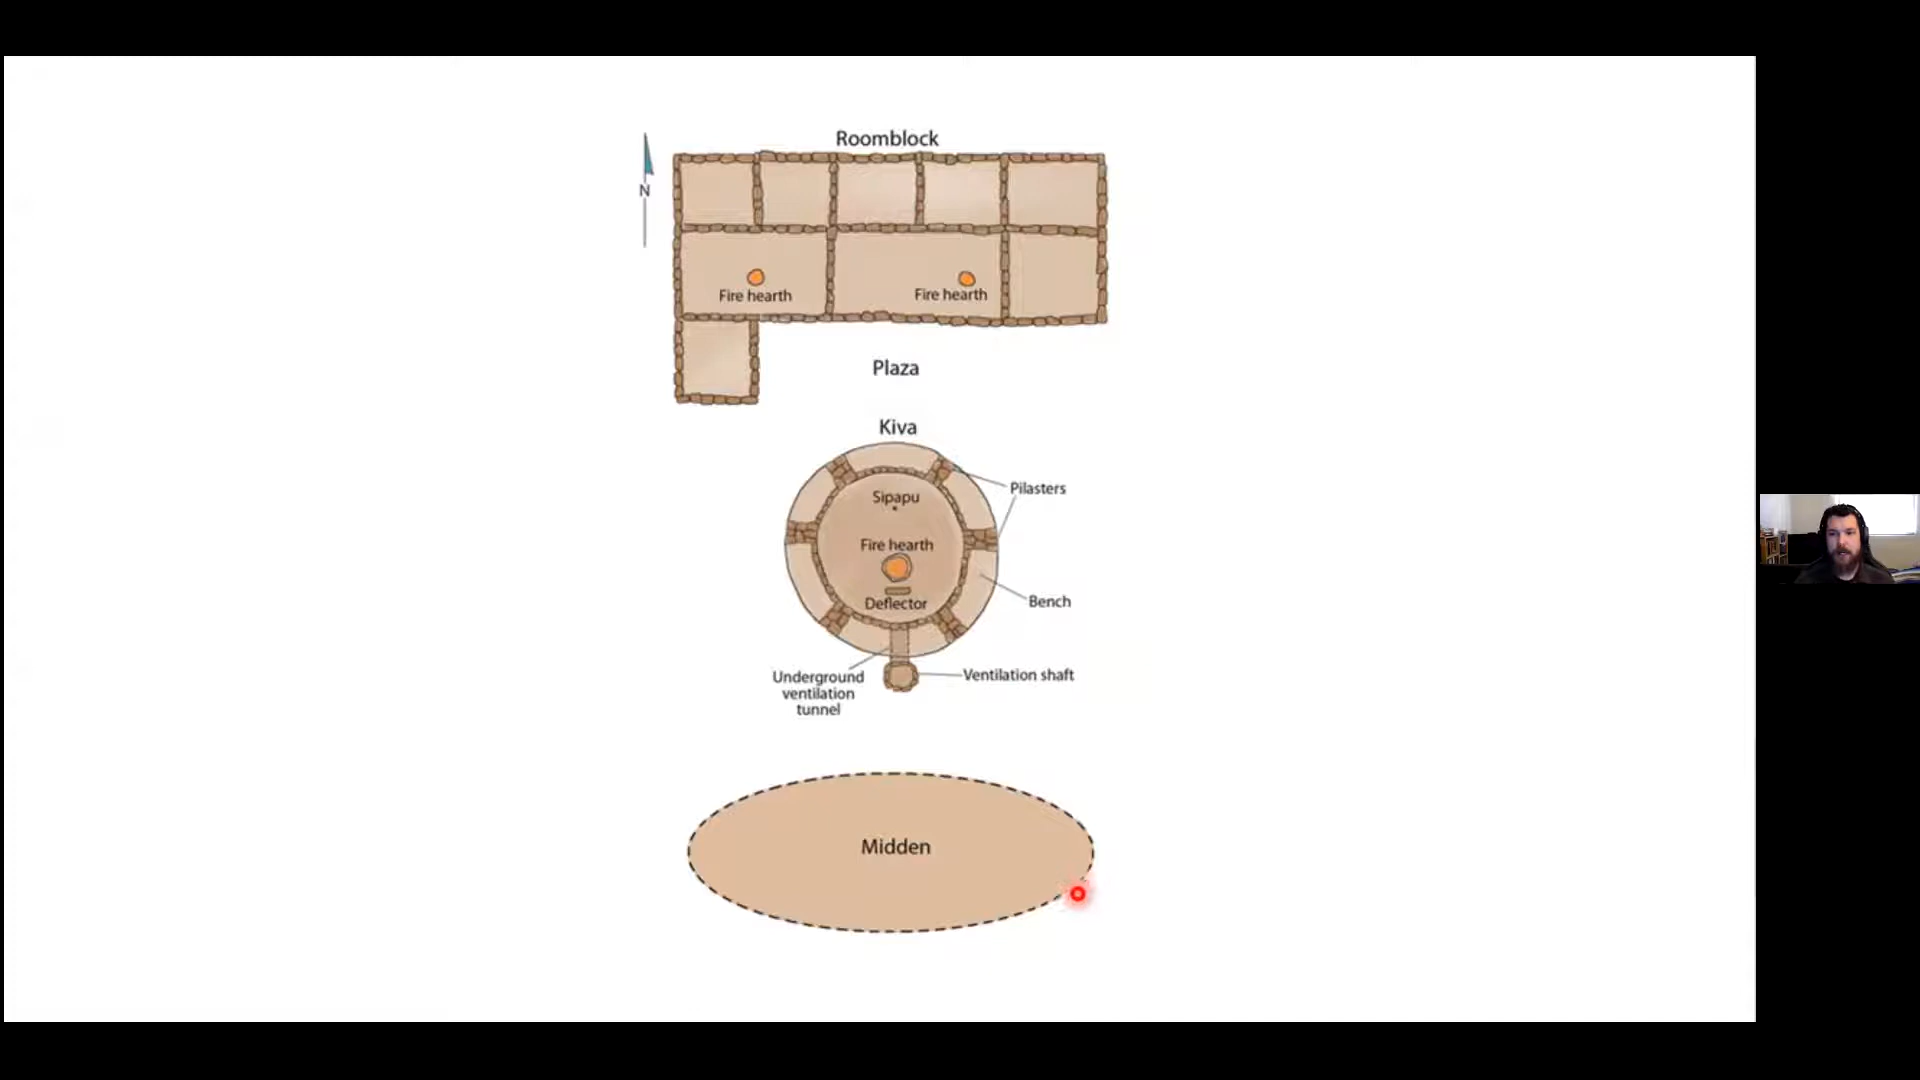 Roomblock
N
Fire hearth
Fire hearth
Plaza
Kiva
Pilasters
Sipapu
Fire hearth
Deflector
Bench
Underground
ventilation
tunnel
Ventilation shaft
Midden